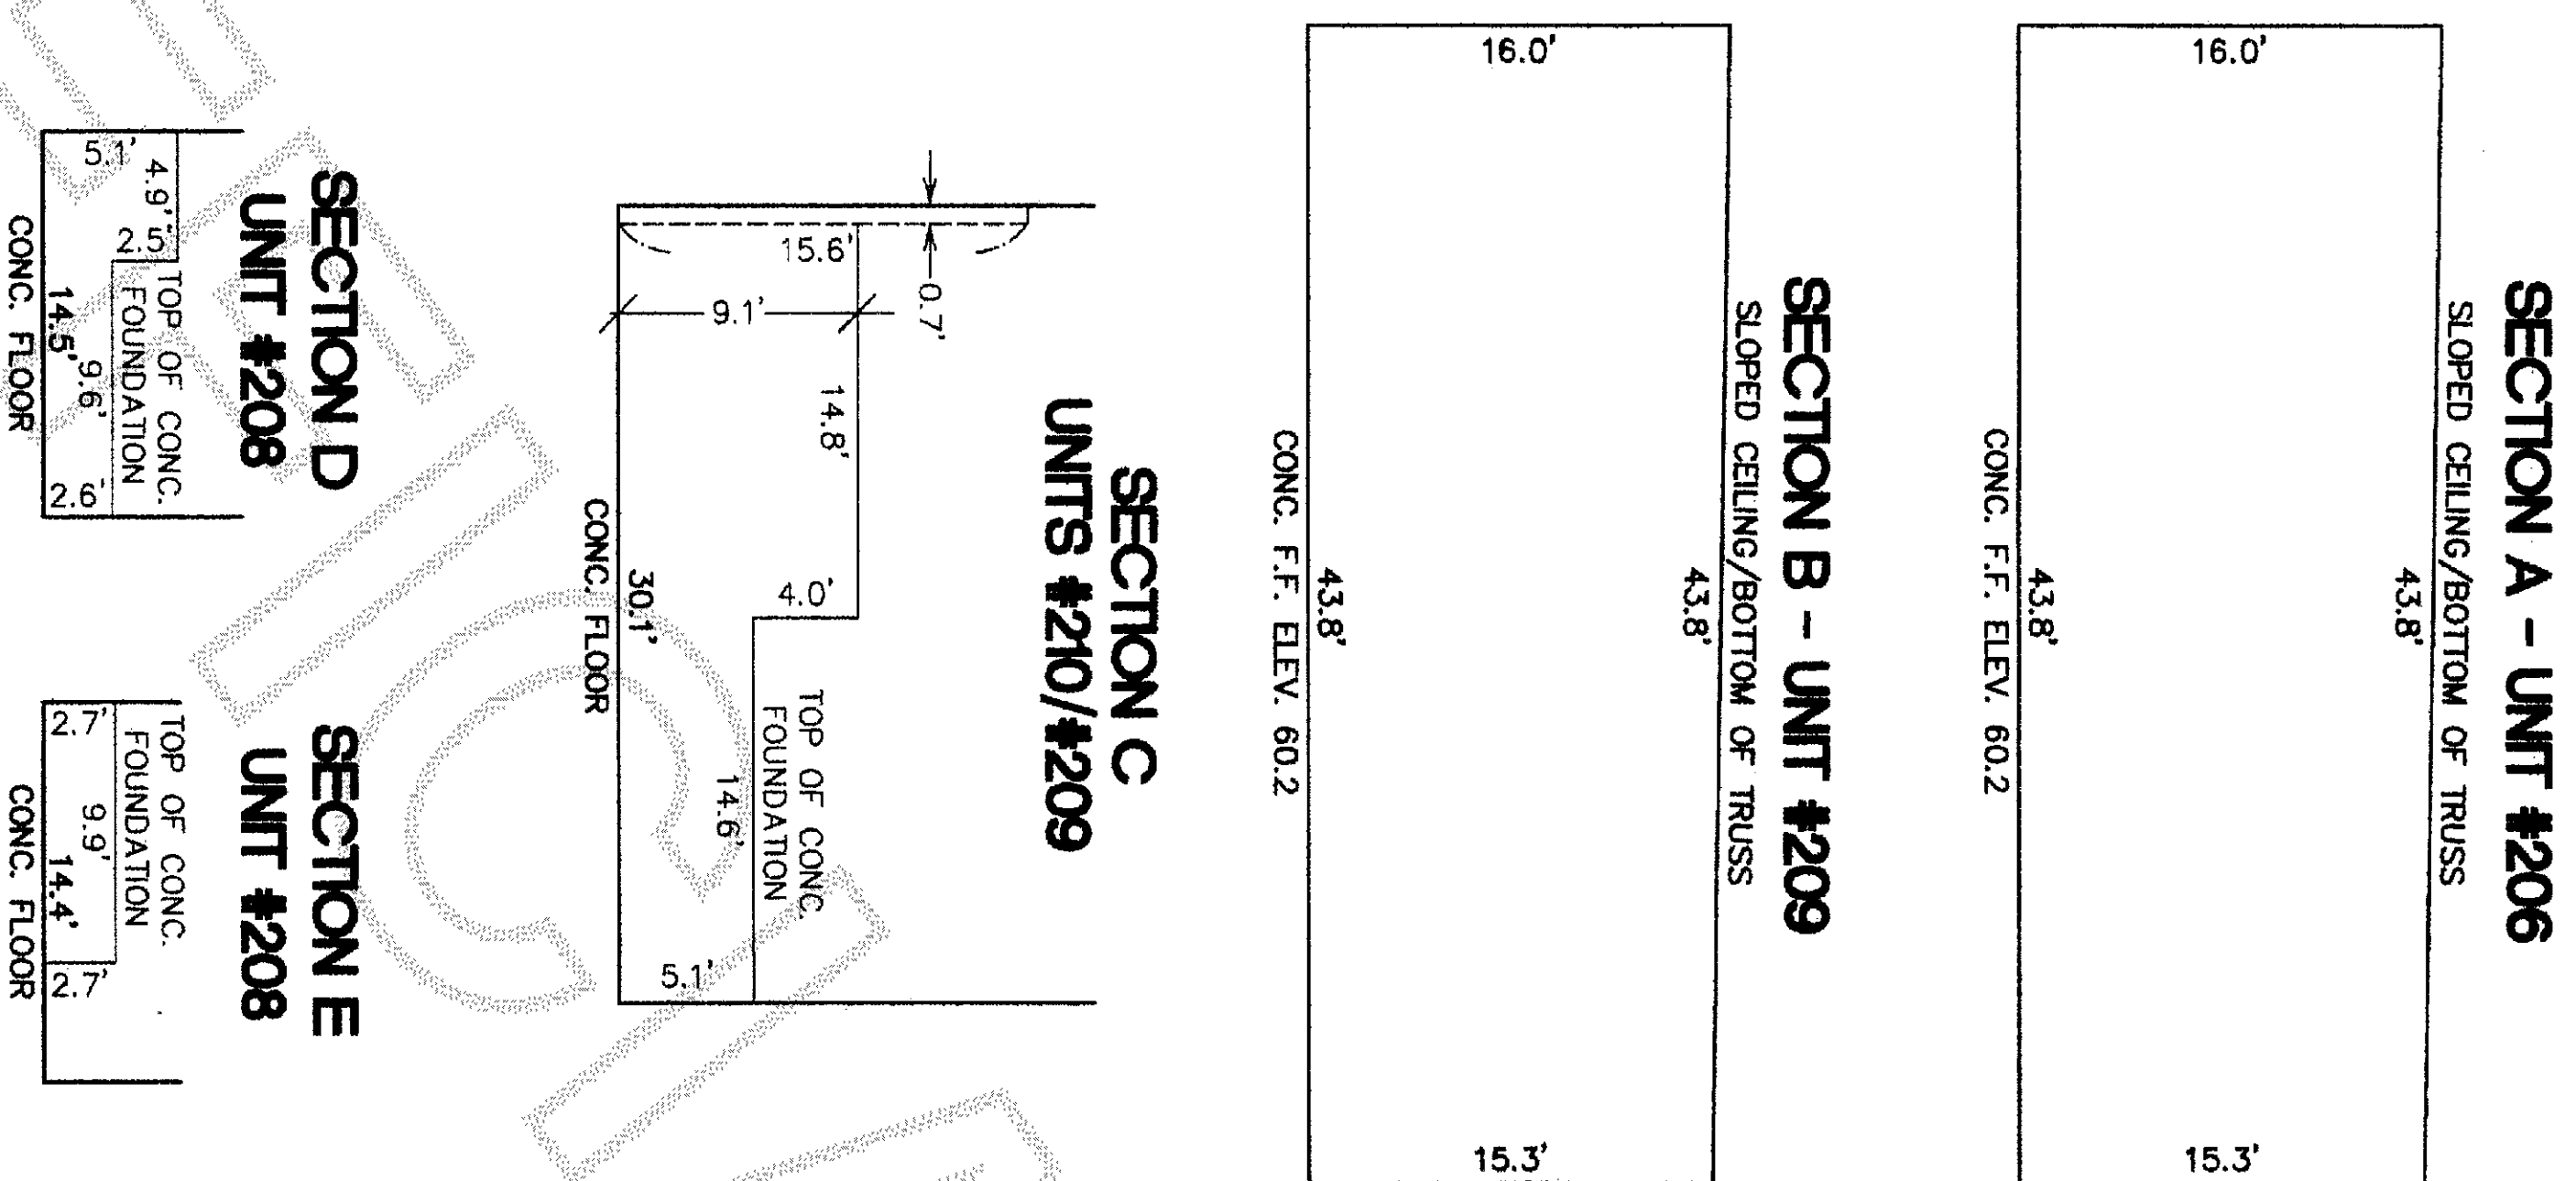 SECTION A - UNIT #206
SLOPED CEILING/BOTTOM OF TRUSS
43.8'
16.0'
15.3'
43.8'
CONC. F.F. ELEV. 60.2
SECTION B - UNIT #209
SLOPED CEILING/BOTTOM OF TRUSS
43.8'
16.0'
15.3'
43.8'
CONC. F.F. ELEV. 60.2
SECTION C
UNITS #210/#209
0.7'
15.6'
9.1'
14.8'
4.0'
TOP OF CONC.
FOUNDATION
14.6'
5.1'
30.1'
CONC. FLOOR
SECTION D
UNIT #208
5.1'
4.9'
2.5'
TOP OF CONC.
FOUNDATION
9.6'
14.5'
2.6'
CONC. FLOOR
SECTION E
UNIT #208
TOP OF CONC.
FOUNDATION
2.7'
9.9'
14.4'
2.7'
CONC. FLOOR